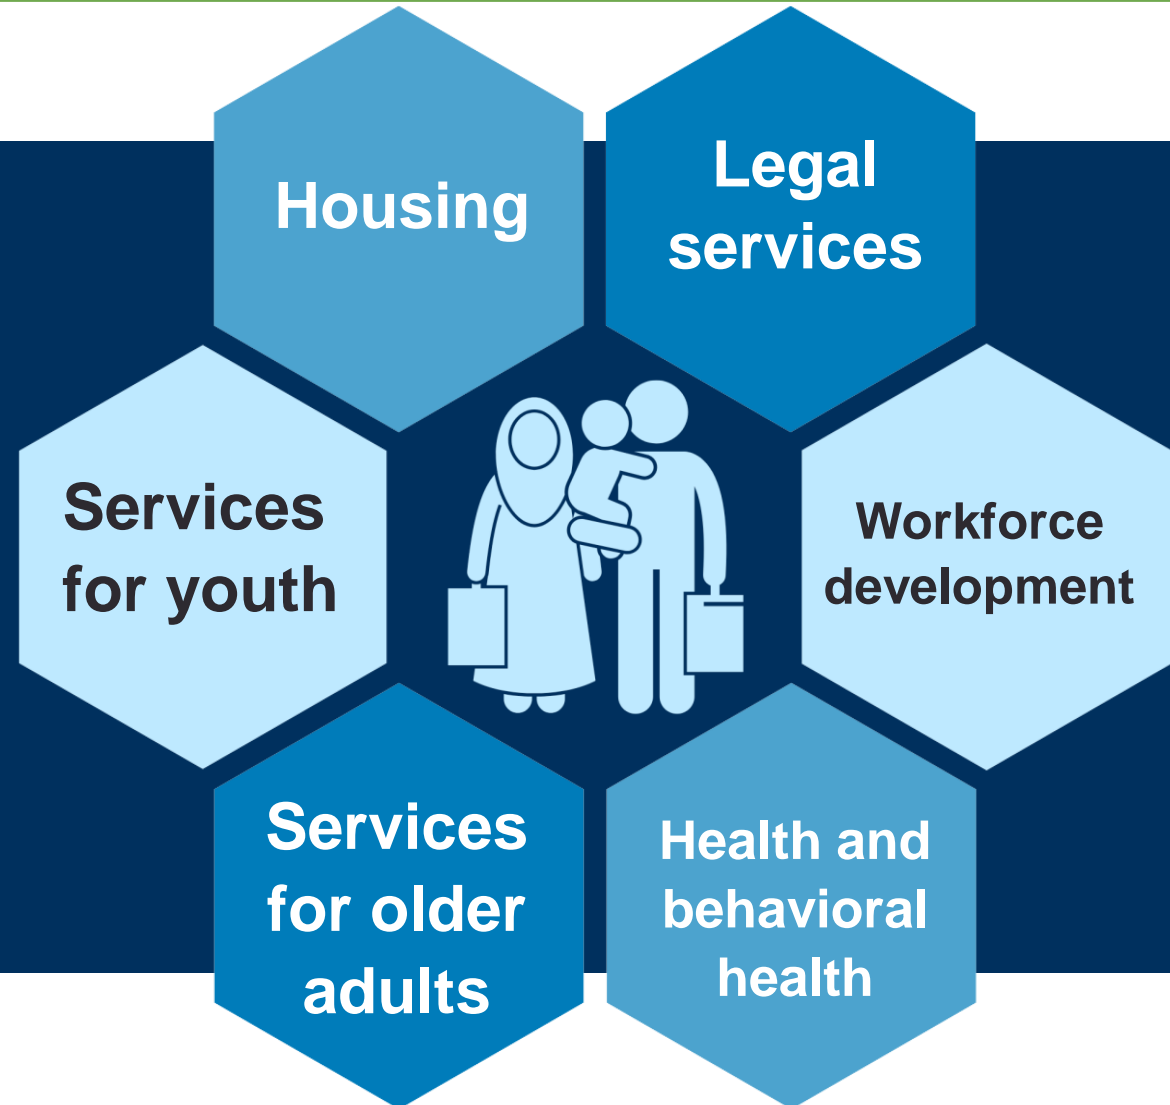 Housing
Legal
services
Services
for youth
Workforce
development
Services
for older
adults
Health and
behavioral
health